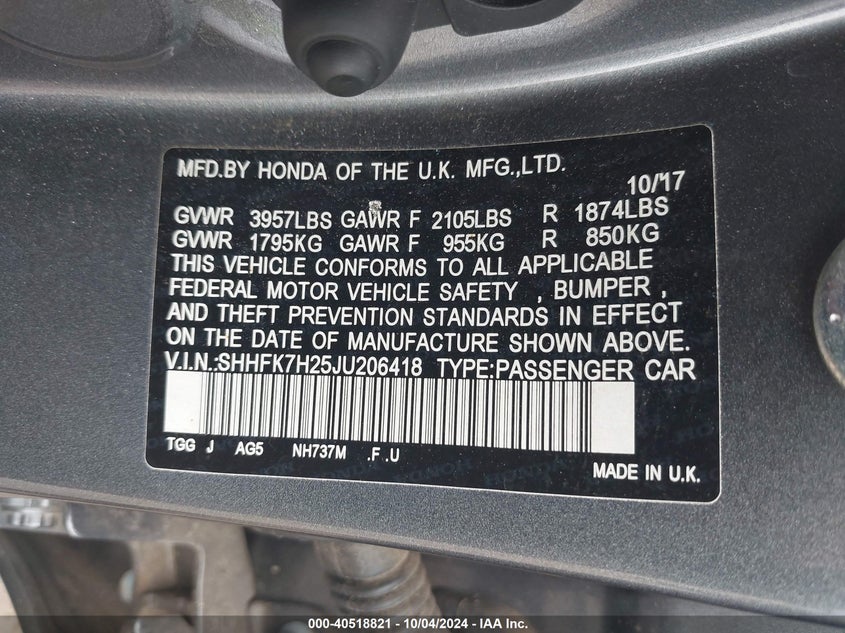 MFD.BY HONDA OF THE U.K. MFG.,LTD.
10/17
GVWR 3957LBS GAWR F 2105LBS R 1874LBS
GVWR 1795KG GAWR F 955KG R 850KG
THIS VEHICLE CONFORMS TO ALL APPLICABLE
FEDERAL MOTOR VEHICLE SAFETY , BUMPER ,
AND THEFT PREVENTION STANDARDS IN EFFECT
ON THE DATE OF MANUFACTURE SHOWN ABOVE.
V.I.N.:SHHFK7H25JU206418 TYPE:PASSENGER CAR
TGG J AG5 NH737M .F .U
MADE IN U.K.
000-40518821 - 10/04/2024 - IAA Inc.